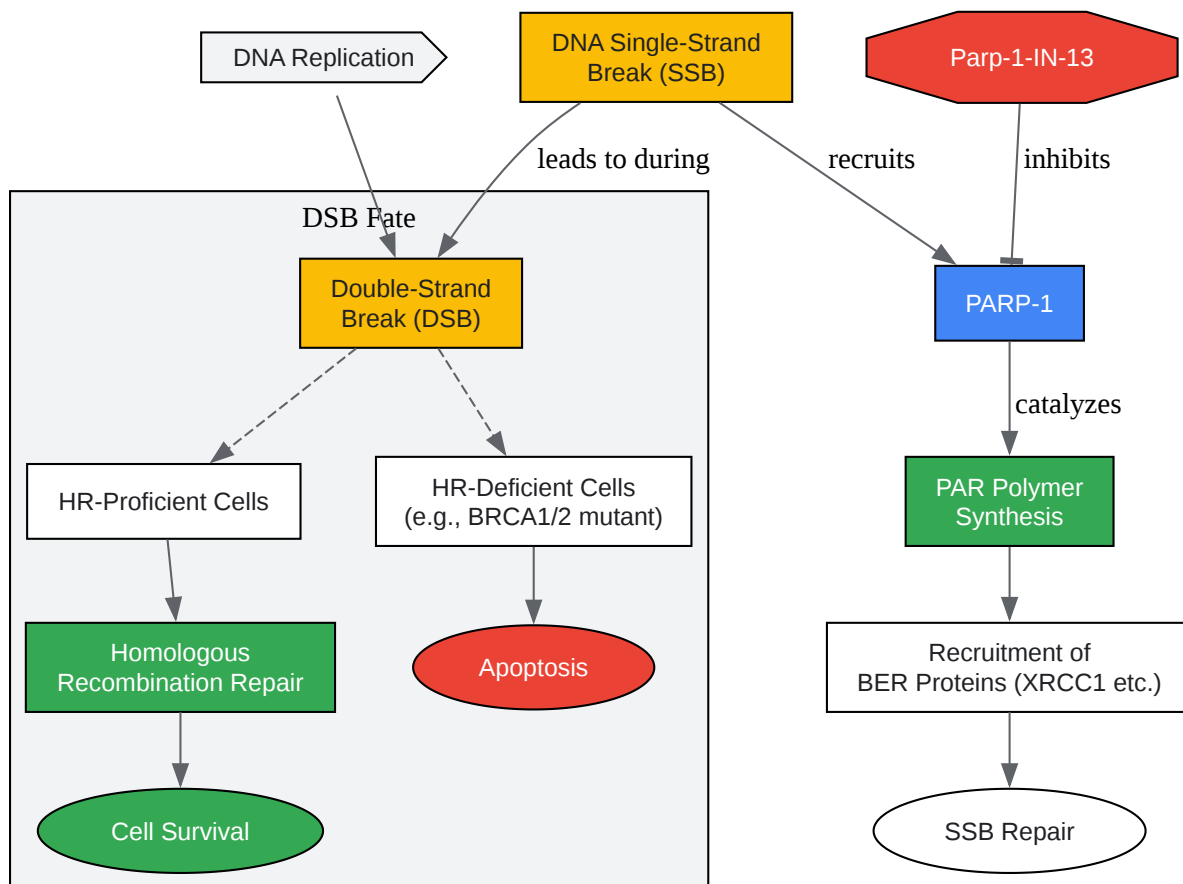 DNA Replication
DNA Single-Strand
Break (SSB)
Parp-1-IN-13
leads to during
recruits
inhibits
DSB Fate
Double-Strand
Break (DSB)
PARP-1
catalyzes
HR-Proficient Cells
HR-Deficient Cells
(e.g., BRCA1/2 mutant)
PAR Polymer
Synthesis
Homologous
Recombination Repair
Apoptosis
Recruitment of
BER Proteins (XRCC1 etc.)
Cell Survival
SSB Repair